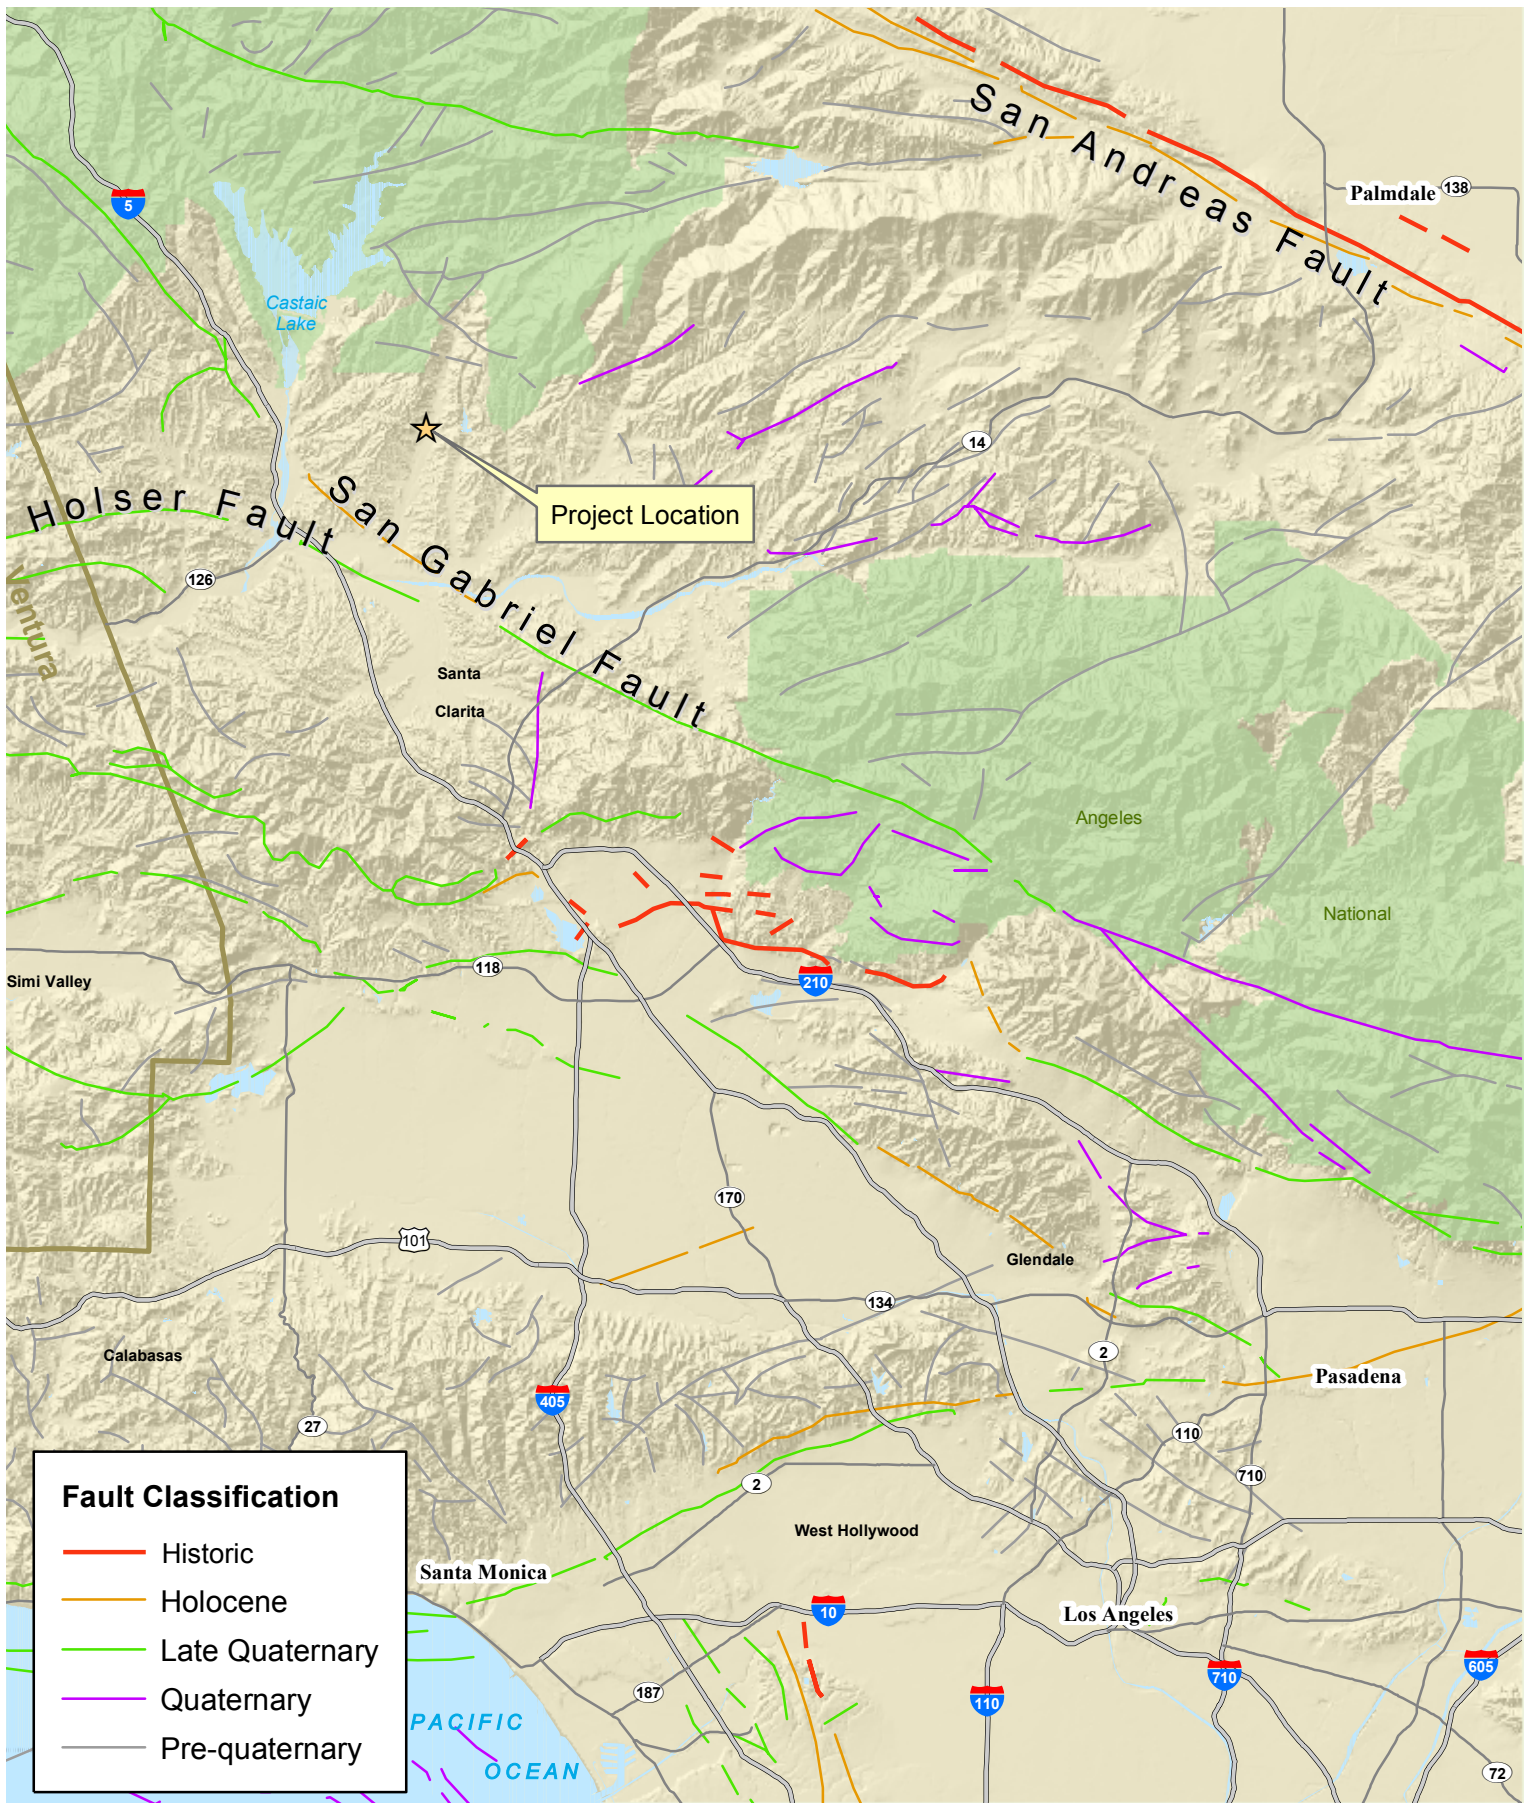 San Andreas Fault
Palmdale
138
5
Castaic
Lake
14
Project Location
Holser Fault
San Gabriel Fault
126
Ventura
Santa
Clarita
Angeles
National
Simi Valley
118
210
170
101
Glendale
134
2
Calabasas
Pasadena
405
27
110
710
2
West Hollywood
Santa Monica
10
Los Angeles
605
710
187
110
72
PACIFIC
OCEAN
Fault Classification
Historic
Holocene
Late Quaternary
Quaternary
Pre-quaternary